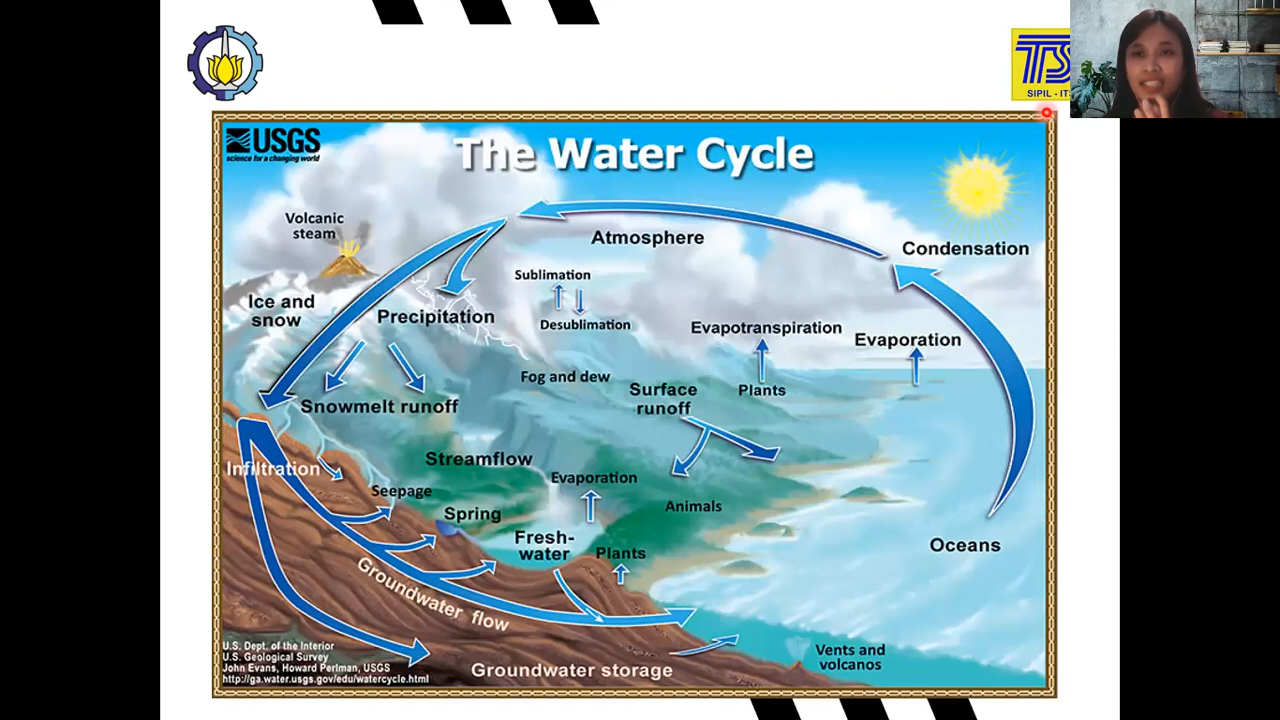 TS
SIPIL - IT
USGS
science for a changing world
The Water Cycle
Volcanic
steam
Atmosphere
Condensation
Sublimation
Ice and
snow
Precipitation
Desublimation
Evapotranspiration
Evaporation
Fog and dew
Surface
runoff
Plants
Snowmelt runoff
Streamflow
Infiltration
Evaporation
Seepage
Animals
Spring
Fresh-
water
Plants
Oceans
Groundwater flow
U.S. Dept. of the Interior
U.S. Geological Survey
John Evans, Howard Perlman, USGS
http://ga.water.usgs.gov/edu/watercycle.html
Groundwater storage
Vents and
volcanos